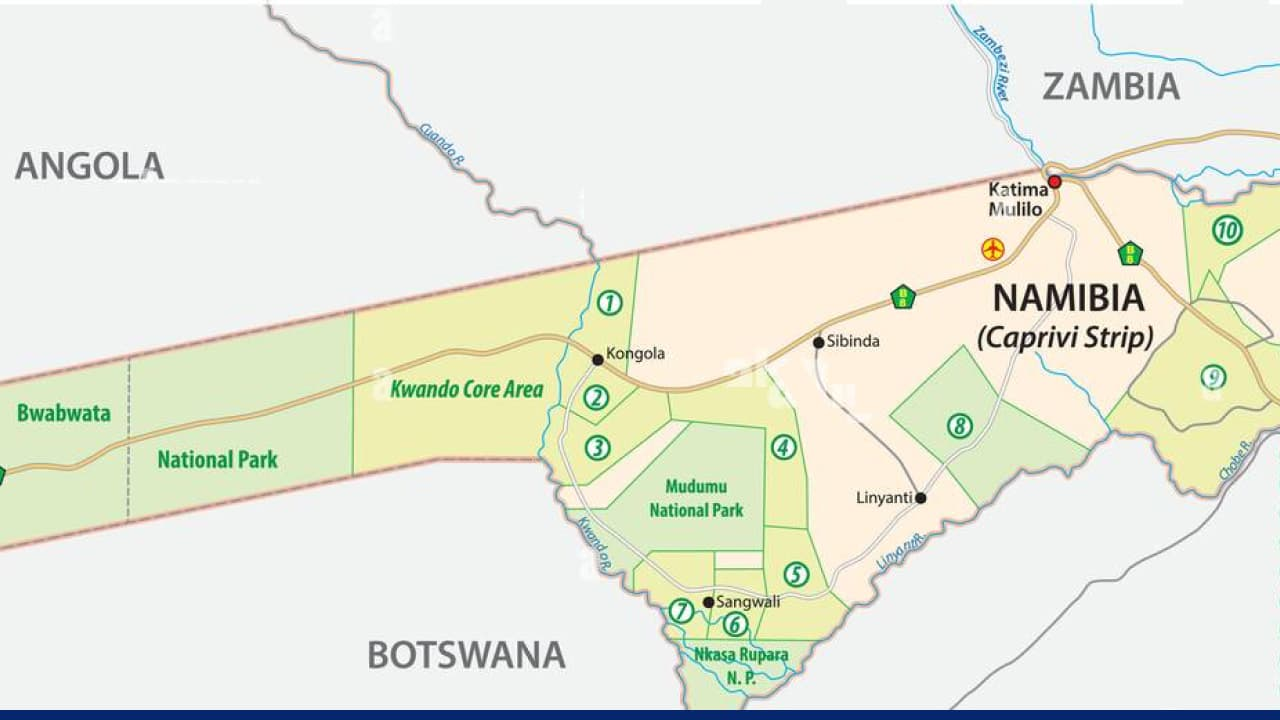 Zambezi River
ZAMBIA
Cuando R.
ANGOLA
Katima
Mulilo
10
B
8
B
8
NAMIBIA
(Caprivi Strip)
1
Sibinda
Kongola
Kwando Core Area
2
9
Bwabwata
National Park
8
3
4
Mudumu
National Park
Linyanti
Chobe R.
Kwando R.
5
Sangwali
7
6
BOTSWANA
Nkasa Rupara
N. P.